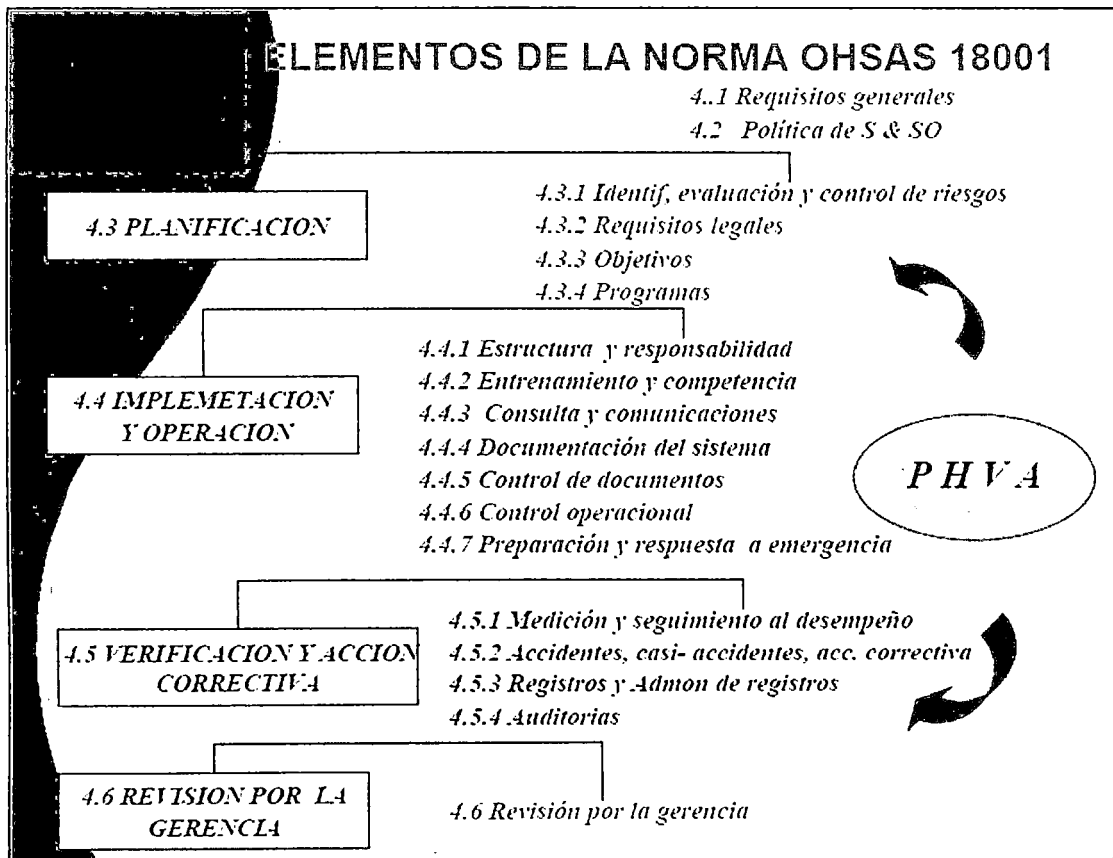 ELEMENTOS DE LA NORMA OHSAS 18001
4..1 Requisitos generales
4.2 Política de S & SO
4.3 PLANIFICACION
4.3.1 Identif, evaluación y control de riesgos
4.3.2 Requisitos legales
4.3.3 Objetivos
4.3.4 Programas
4.4 IMPLEMETACION
Y OPERACION
4.4.1 Estructura y responsabilidad
4.4.2 Entrenamiento y competencia
4.4.3 Consulta y comunicaciones
4.4.4 Documentación del sistema
4.4.5 Control de documentos
4.4.6 Control operacional
4.4.7 Preparación y respuesta a emergencia
P H V A
4.5 VERIFICACION Y ACCION
CORRECTIVA
4.5.1 Medición y seguimiento al desempeño
4.5.2 Accidentes, casi- accidentes, acc. correctiva
4.5.3 Registros y Admon de registros
4.5.4 Auditorias
4.6 REVISION POR LA
GERENCIA
4.6 Revisión por la gerencia